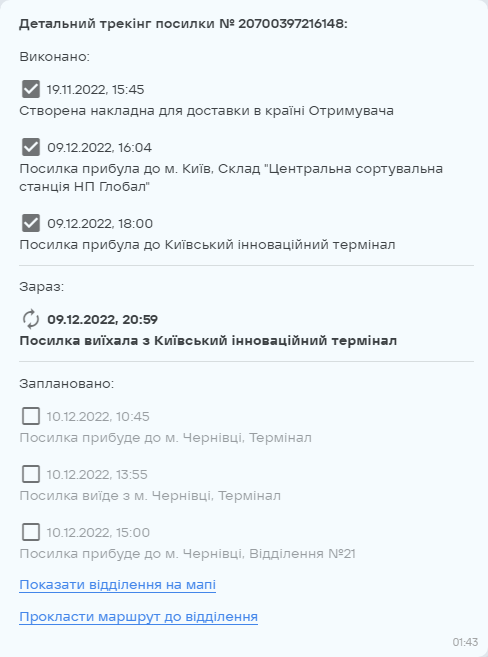 Детальний трекінг посилки № 20700397216148:
Виконано:
19.11.2022, 15:45
Створена накладна для доставки в країні Отримувача
09.12.2022, 16:04
Посилка прибула до м. Київ, Склад "Центральна сортувальна
станція НП Глобал"
09.12.2022, 18:00
Посилка прибула до Київський інноваційний термінал
Зараз:
09.12.2022, 20:59
Посилка виїхала з Київський інноваційний термінал
Заплановано:
10.12.2022, 10:45
Посилка прибуде до м. Чернівці, Термінал
10.12.2022, 13:55
Посилка виїде з м. Чернівці, Термінал
10.12.2022, 15:00
Посилка прибуде до м. Чернівці, Відділення №21
Показати відділення на мапі
Прокласти маршрут до відділення
01:43